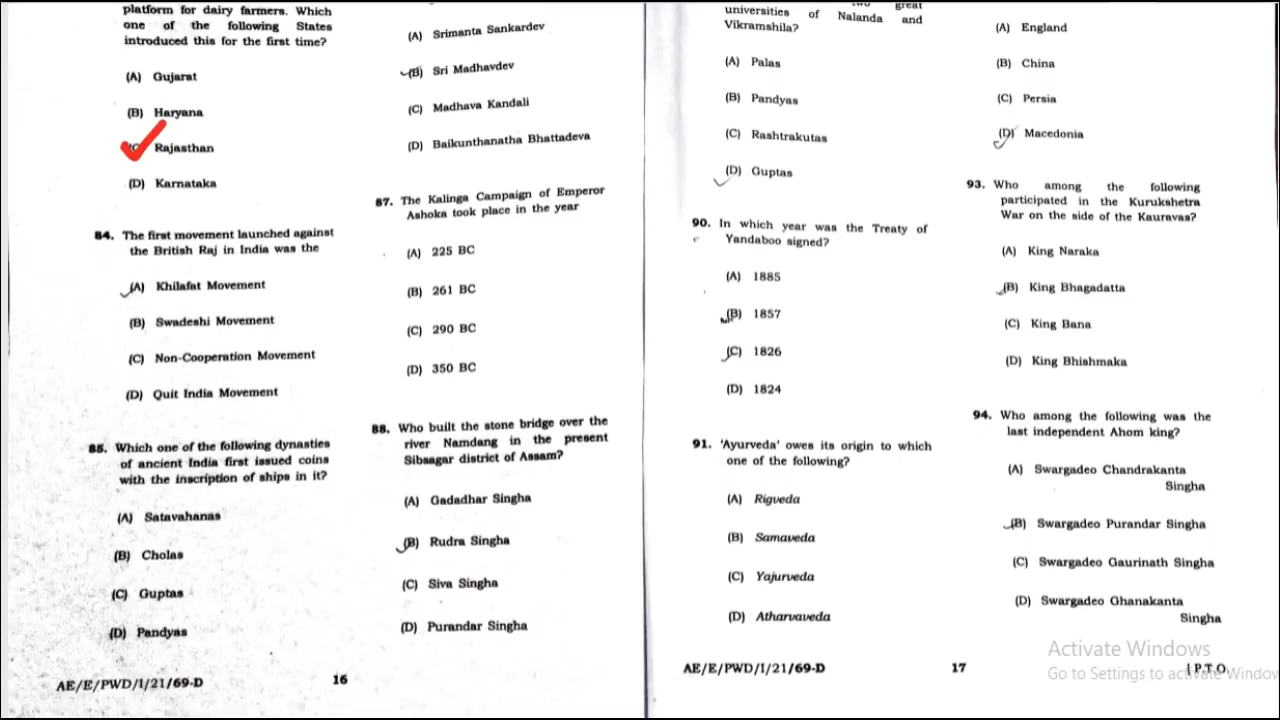 platform for dairy farmers. Which
one of the following States
introduced this for the first time?
(A) Gujarat
(B) Haryana
(C) Rajasthan
(D) Karnataka
84. The first movement launched against
the British Raj in India was the
(A) Khilafat Movement
(B) Swadeshi Movement
(C) Non-Cooperation Movement
(D) Quit India Movement
85. Which one of the following dynasties
of ancient India first issued coins
with the inscription of ships in it?
(A) Satavahanas
(B) Cholas
(C) Guptas
(D) Pandyas
(A) Srimanta Sankardev
(B) Sri Madhavdev
(C) Madhava Kandali
(D) Baikunthanatha Bhattadeva
87. The Kalinga Campaign of Emperor
Ashoka took place in the year
(A) 225 BC
(B) 261 BC
(C) 290 BC
(D) 350 BC
88. Who built the stone bridge over the
river Namdang in the present
Sibsagar district of Assam?
(A) Gadadhar Singha
(B) Rudra Singha
(C) Siva Singha
(D) Purandar Singha
AE/E/PWD/1/21/69-D
16
two great
universities of Nalanda and
Vikramshila?
(A) Palas
(B) Pandyas
(C) Rashtrakutas
(D) Guptas
90. In which year was the Treaty of
Yandaboo signed?
(A) 1885
(B) 1857
(C) 1826
(D) 1824
91. 'Ayurveda' owes its origin to which
one of the following?
(A) Rigveda
(B) Samaveda
(C) Yajurveda
(D) Atharvaveda
(A) England
(B) China
(C) Persia
(D) Macedonia
93. Who among the following
participated in the Kurukshetra
War on the side of the Kauravas?
(A) King Naraka
(B) King Bhagadatta
(C) King Bana
(D) King Bhishmaka
94. Who among the following was the
last independent Ahom king?
(A) Swargadeo Chandrakanta
Singha
(B) Swargadeo Purandar Singha
(C) Swargadeo Gaurinath Singha
(D) Swargadeo Ghanakanta
Singha
AE/E/PWD/1/21/69-D
17
[ P.T.O.
Activate Windows
Go to Settings to activate Window